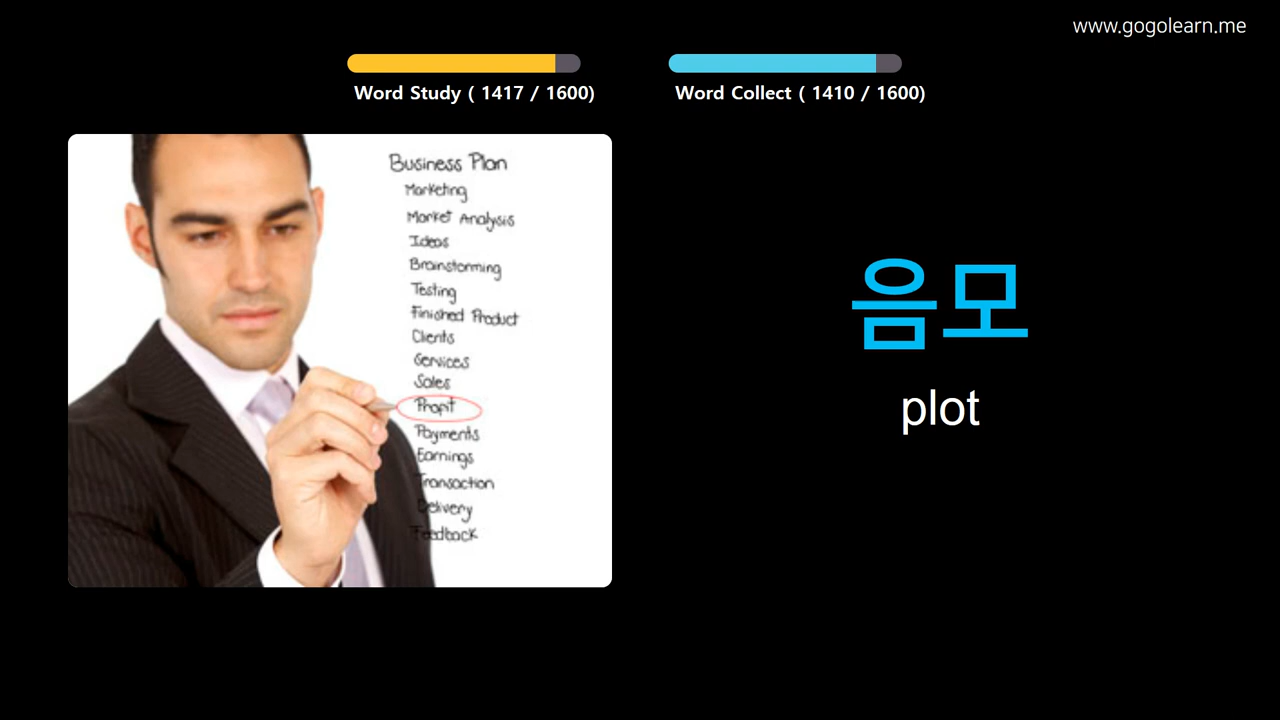 www.gogolearn.me
Word Study ( 1417 / 1600)
Word Collect ( 1410 / 1600)
Business Plan
Marketing
Market Analysis
Ideas
Brainstorming
Testing
Finished Product
Clients
Services
Sales
Profit
Payments
Earnings
Transaction
Delivery
Feedback
음모
plot